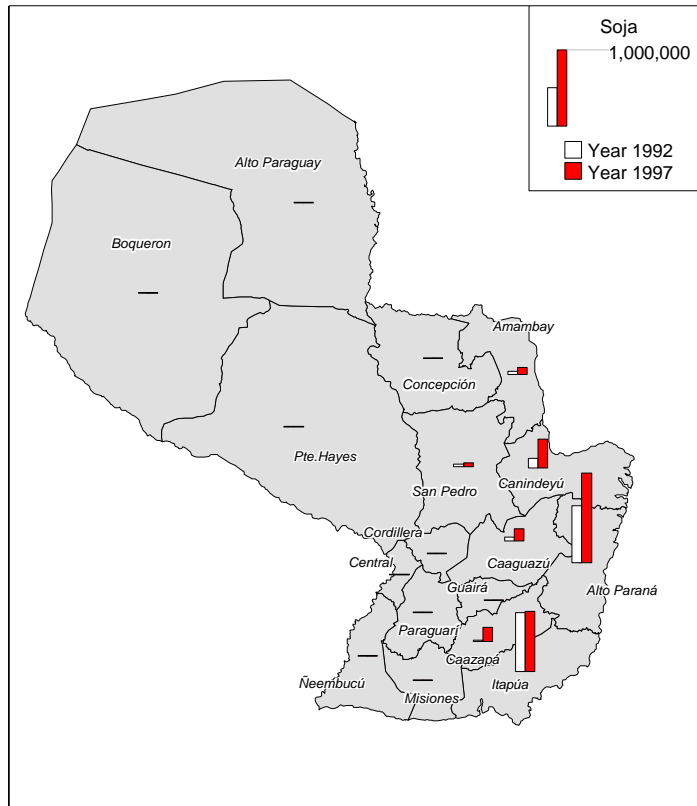 Soja
1,000,000
Year 1992
Year 1997
Alto Paraguay
Boqueron
Amambay
Concepción
Pte.Hayes
San Pedro
Canindeyú
Cordillera
Central
Caaguazú
Guairá
Alto Paraná
Paraguarí
Caazapá
Ñeembucú
Misiones
Itapúa